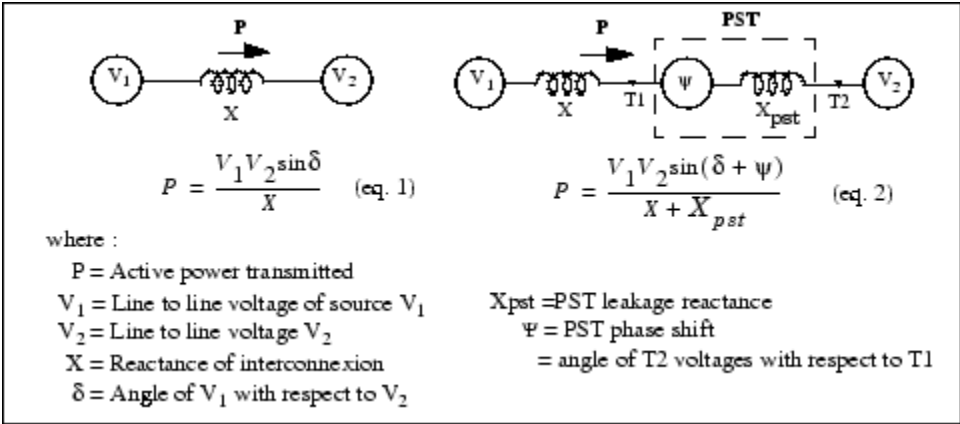 P
V1 X V2
P
PST
V1 X T1 Ψ Xpst T2 V2
P = V1V2sinδ / X (eq. 1)
P = V1V2sin(δ + ψ) / X + Xpst (eq. 2)
where :
P = Active power transmitted
V1 = Line to line voltage of source V1
V2 = Line to line voltage V2
X = Reactance of interconnexion
δ = Angle of V1 with respect to V2
Xpst =PST leakage reactance
Ψ = PST phase shift
= angle of T2 voltages with respect to T1